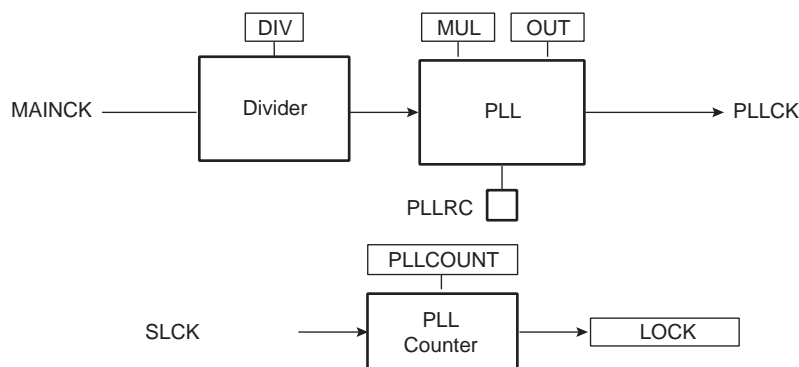 DIV
MUL
OUT
MAINCK
Divider
PLL
PLLCK
PLLRC
PLLCOUNT
SLCK
PLL
Counter
LOCK